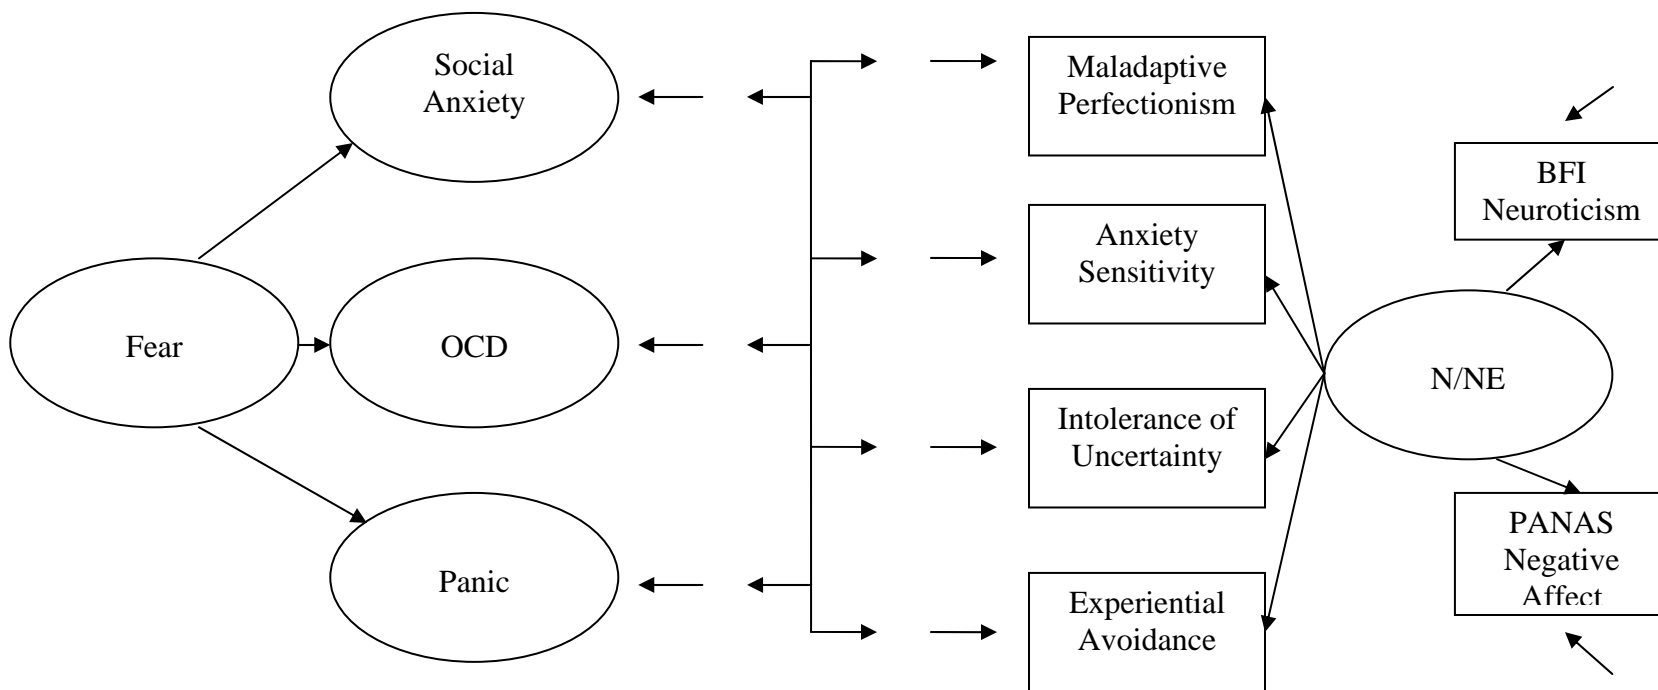 Social
Anxiety
Fear
OCD
Panic
Maladaptive
Perfectionism
Anxiety
Sensitivity
Intolerance of
Uncertainty
Experiential
Avoidance
N/NE
BFI
Neuroticism
PANAS
Negative
Affect